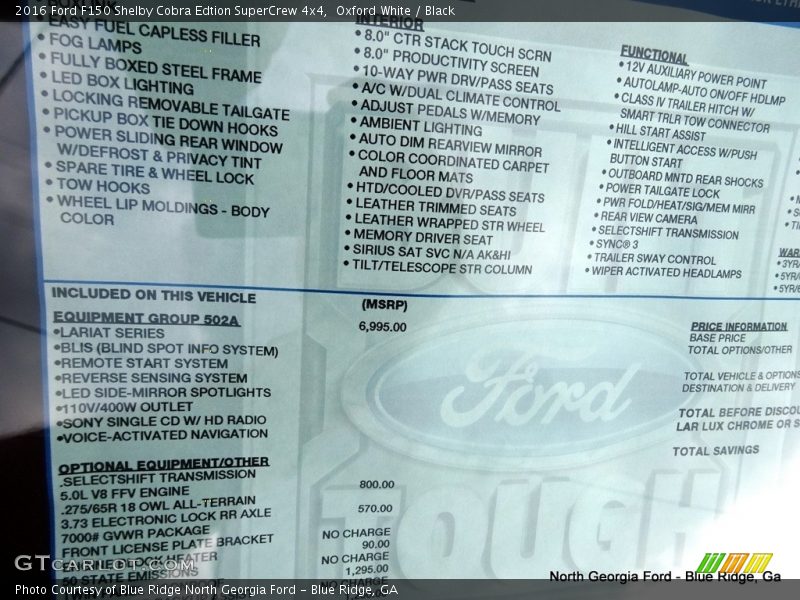 2016 Ford F150 Shelby Cobra Edtion SuperCrew 4x4, Oxford White / Black
EASY FUEL CAPLESS FILLER
FOG LAMPS
FULLY BOXED STEEL FRAME
LED BOX LIGHTING
LOCKING REMOVABLE TAILGATE
PICKUP BOX TIE DOWN HOOKS
POWER SLIDING REAR WINDOW
W/DEFROST & PRIVACY TINT
SPARE TIRE & WHEEL LOCK
TOW HOOKS
WHEEL LIP MOLDINGS - BODY
COLOR
INTERIOR
8.0" CTR STACK TOUCH SCRN
8.0" PRODUCTIVITY SCREEN
10-WAY PWR DRV/PASS SEATS
A/C W/DUAL CLIMATE CONTROL
ADJUST PEDALS W/MEMORY
AMBIENT LIGHTING
AUTO DIM REARVIEW MIRROR
COLOR COORDINATED CARPET
AND FLOOR MATS
HTD/COOLED DVR/PASS SEATS
LEATHER TRIMMED SEATS
LEATHER WRAPPED STR WHEEL
MEMORY DRIVER SEAT
SIRIUS SAT SVC N/A AK&HI
TILT/TELESCOPE STR COLUMN
FUNCTIONAL
12V AUXILIARY POWER POINT
AUTOLAMP-AUTO ON/OFF HDLMP
CLASS IV TRAILER HITCH W/
SMART TRLR TOW CONNECTOR
HILL START ASSIST
INTELLIGENT ACCESS W/PUSH
BUTTON START
OUTBOARD MNTD REAR SHOCKS
POWER TAILGATE LOCK
PWR FOLD/HEAT/SIG/MEM MIRR
REAR VIEW CAMERA
SELECTSHIFT TRANSMISSION
SYNC® 3
TRAILER SWAY CONTROL
WIPER ACTIVATED HEADLAMPS
INCLUDED ON THIS VEHICLE
(MSRP)
EQUIPMENT GROUP 502A 6,995.00
•LARIAT SERIES
•BLIS (BLIND SPOT INFO SYSTEM)
•REMOTE START SYSTEM
•REVERSE SENSING SYSTEM
•LED SIDE-MIRROR SPOTLIGHTS
•110V/400W OUTLET
•SONY SINGLE CD W/ HD RADIO
•VOICE-ACTIVATED NAVIGATION
OPTIONAL EQUIPMENT/OTHER
.SELECTSHIFT TRANSMISSION
5.0L V8 FFV ENGINE 800.00
.275/65R 18 OWL ALL-TERRAIN
3.73 ELECTRONIC LOCK RR AXLE 570.00
7000# GVWR PACKAGE
FRONT LICENSE PLATE BRACKET NO CHARGE
90.00
HEATER NO CHARGE
50 STATE EMISSIONS 1,295.00
NO CHARGE
PRICE INFORMATION
BASE PRICE
TOTAL OPTIONS/OTHER
TOTAL VEHICLE & OPTIONS
DESTINATION & DELIVERY
TOTAL BEFORE DISCOU
LAR LUX CHROME OR S
TOTAL SAVINGS
Ford
TOUGH
GTCarLot.com
North Georgia Ford - Blue Ridge, Ga
Photo Courtesy of Blue Ridge North Georgia Ford – Blue Ridge, GA